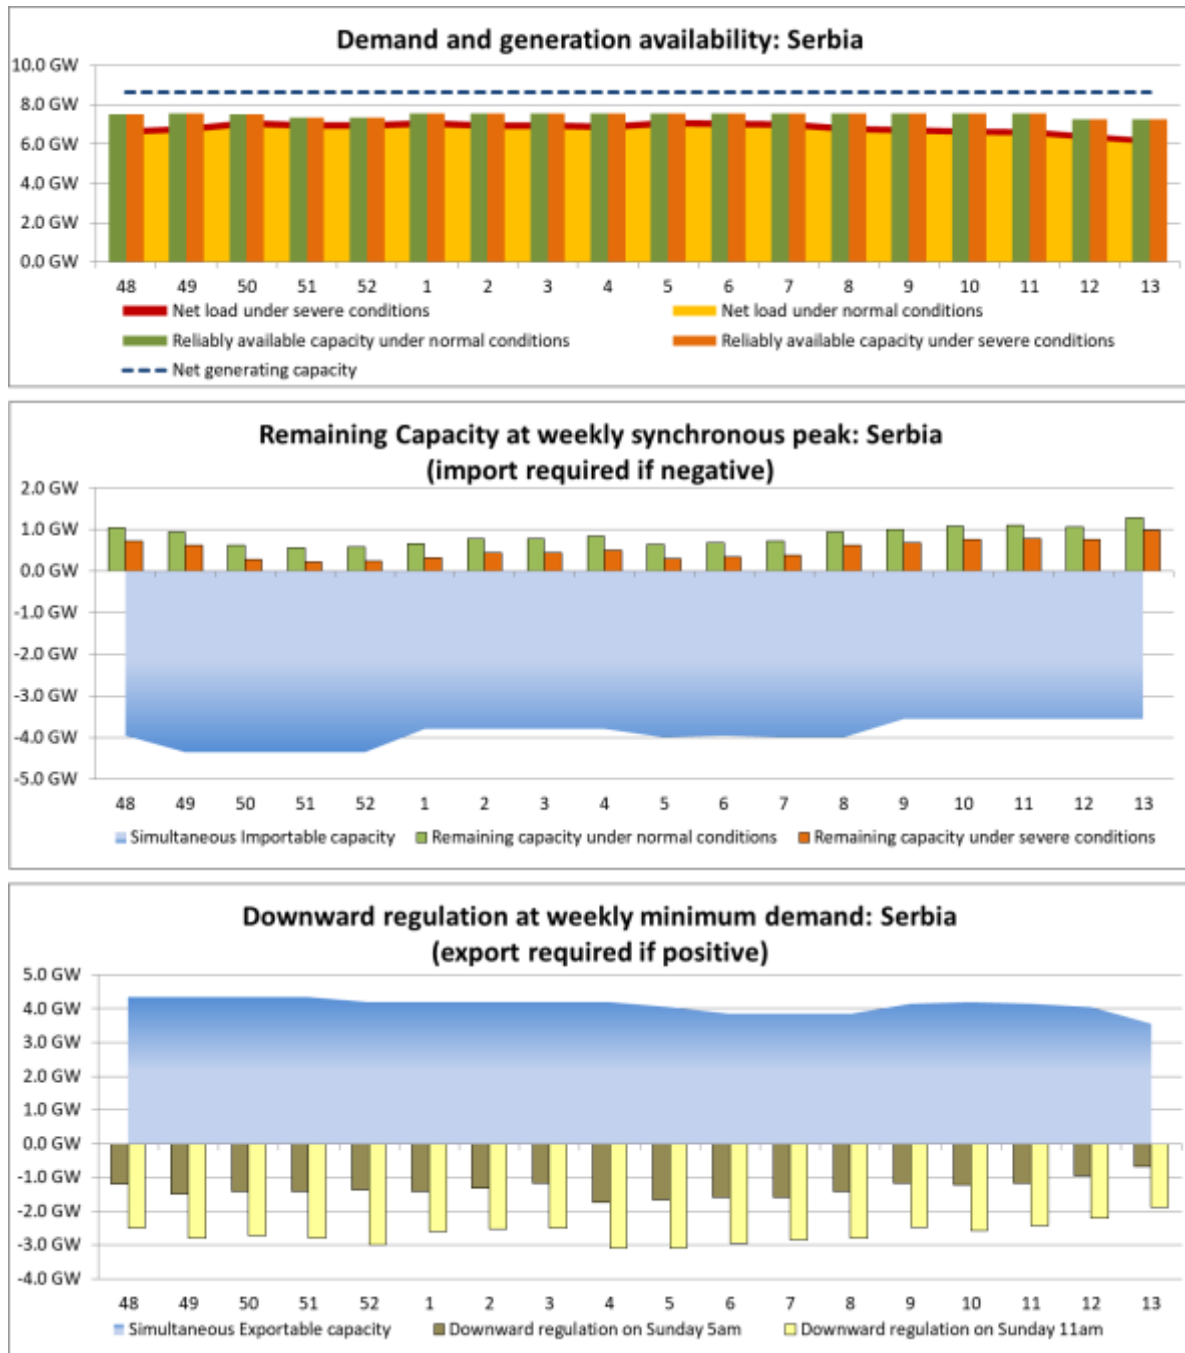 Demand and generation availability: Serbia
10.0 GW
8.0 GW
6.0 GW
4.0 GW
2.0 GW
0.0 GW
48 49 50 51 52 1 2 3 4 5 6 7 8 9 10 11 12 13
Net load under severe conditions Net load under normal conditions
Reliably available capacity under normal conditions Reliably available capacity under severe conditions
Net generating capacity
Remaining Capacity at weekly synchronous peak: Serbia
(import required if negative)
2.0 GW
1.0 GW
0.0 GW
-1.0 GW
-2.0 GW
-3.0 GW
-4.0 GW
-5.0 GW
48 49 50 51 52 1 2 3 4 5 6 7 8 9 10 11 12 13
Simultaneous Importable capacity Remaining capacity under normal conditions Remaining capacity under severe conditions
Downward regulation at weekly minimum demand: Serbia
(export required if positive)
5.0 GW
4.0 GW
3.0 GW
2.0 GW
1.0 GW
0.0 GW
-1.0 GW
-2.0 GW
-3.0 GW
-4.0 GW
48 49 50 51 52 1 2 3 4 5 6 7 8 9 10 11 12 13
Simultaneous Exportable capacity Downward regulation on Sunday 5am Downward regulation on Sunday 11am